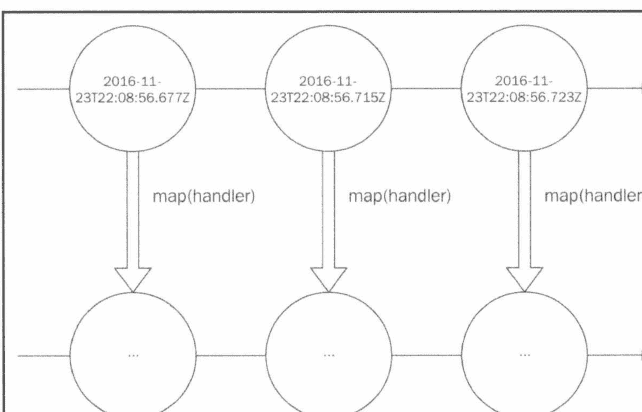 2016-11-
23T22:08:56.677Z
2016-11-
23T22:08:56.715Z
2016-11-
23T22:08:56.723Z
map(handler)
map(handler)
map(handler
...
...
...